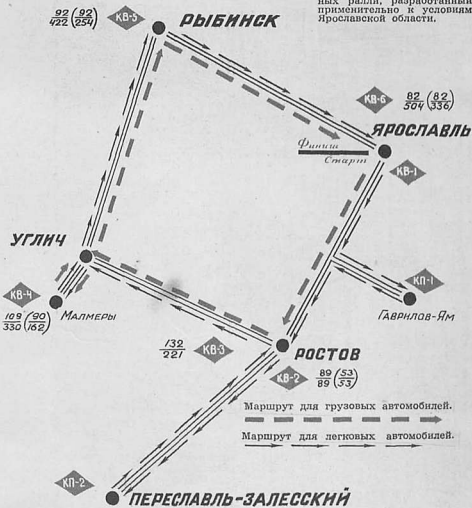 ных ралли, разработанный
применительно к условиям
Ярославской области.
92/422 (92/254)
КВ-5
РЫБИНСК
КВ-6
82/504 (82/336)
ЯРОСЛАВЛЬ
Финиш
Старт
КВ-1
УГЛИЧ
КВ-4
109/330 (90/162)
МАЛМЕРЫ
КП-1
ГАВРИЛОВ-ЯМ
132/221
КВ-3
РОСТОВ
КВ-2
89/89 (53/53)
Маршрут для грузовых автомобилей.
Маршрут для легковых автомобилей.
КП-2
ПЕРЕСЛАВЛЬ-ЗАЛЕССКИЙ